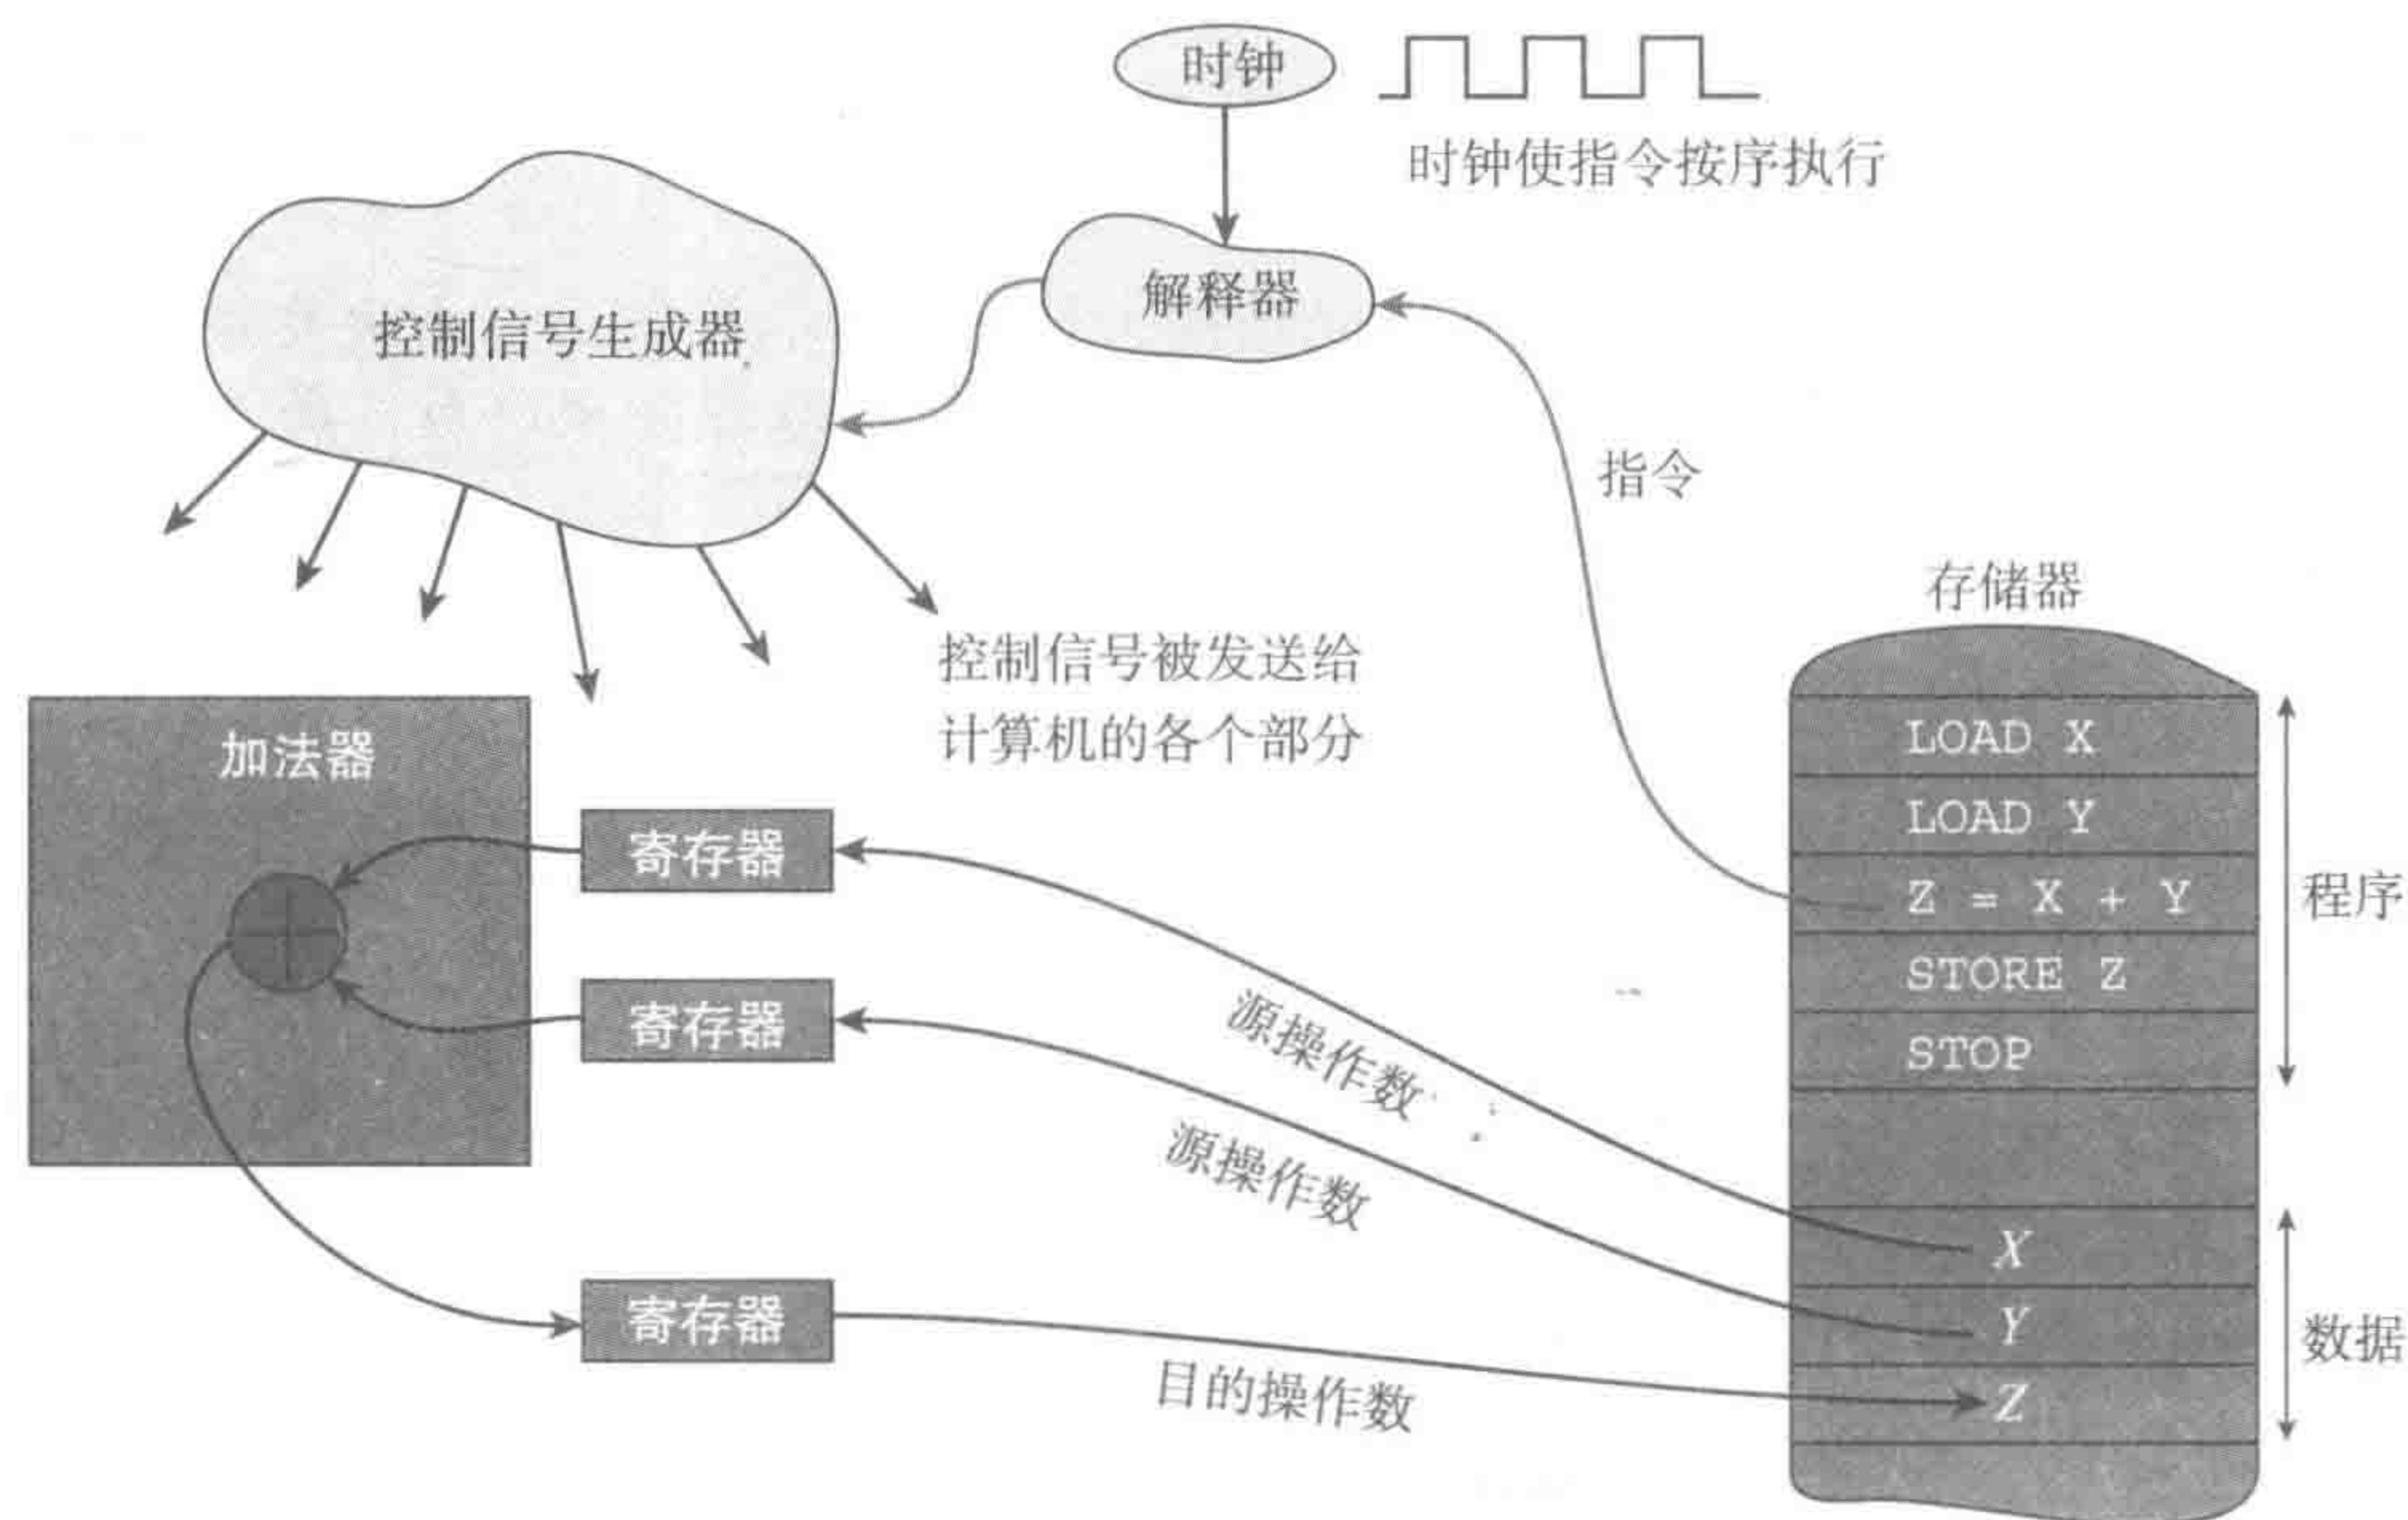 时钟
时钟使指令按序执行
解释器
控制信号生成器
指令
控制信号被发送给
计算机的各个部分
存储器
LOAD X
LOAD Y
Z = X + Y
STORE Z
STOP
程序
加法器
寄存器
寄存器
寄存器
源操作数
源操作数
目的操作数
X
Y
Z
数据